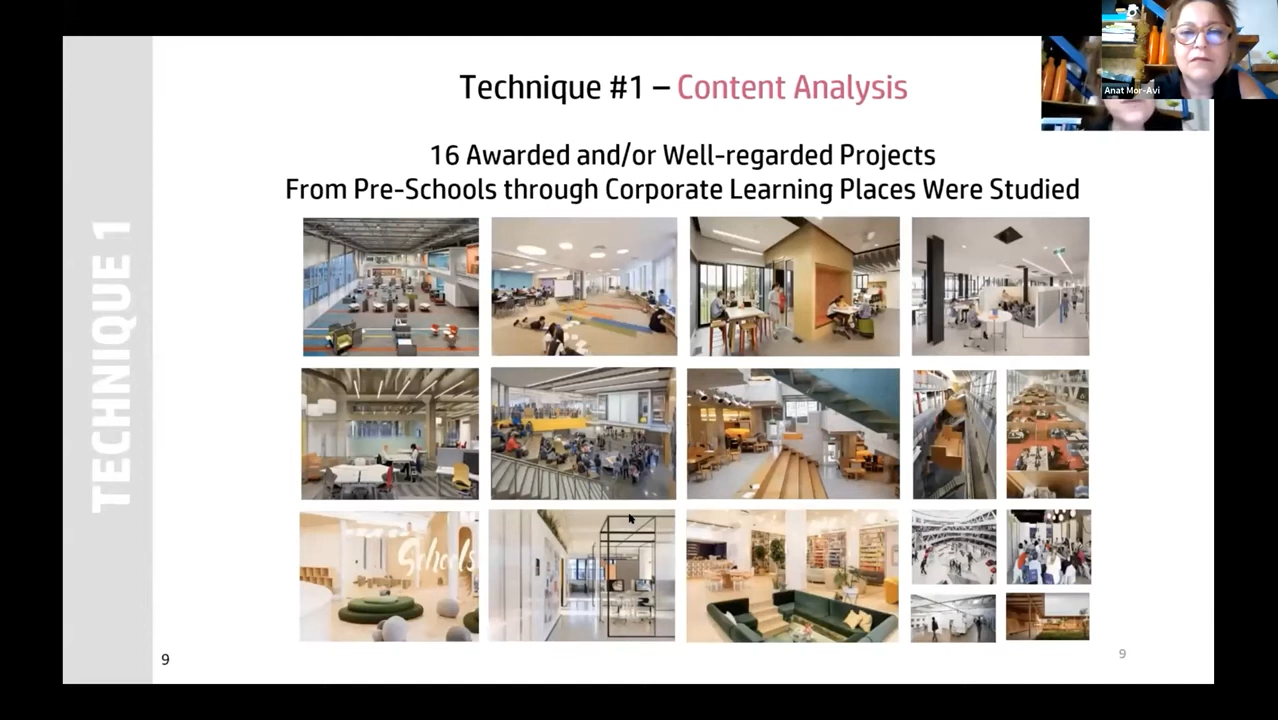 Anat Mor-Avi
Technique #1 – Content Analysis
16 Awarded and/or Well-regarded Projects
From Pre-Schools through Corporate Learning Places Were Studied
TECHNIQUE 1
Schools
9
9